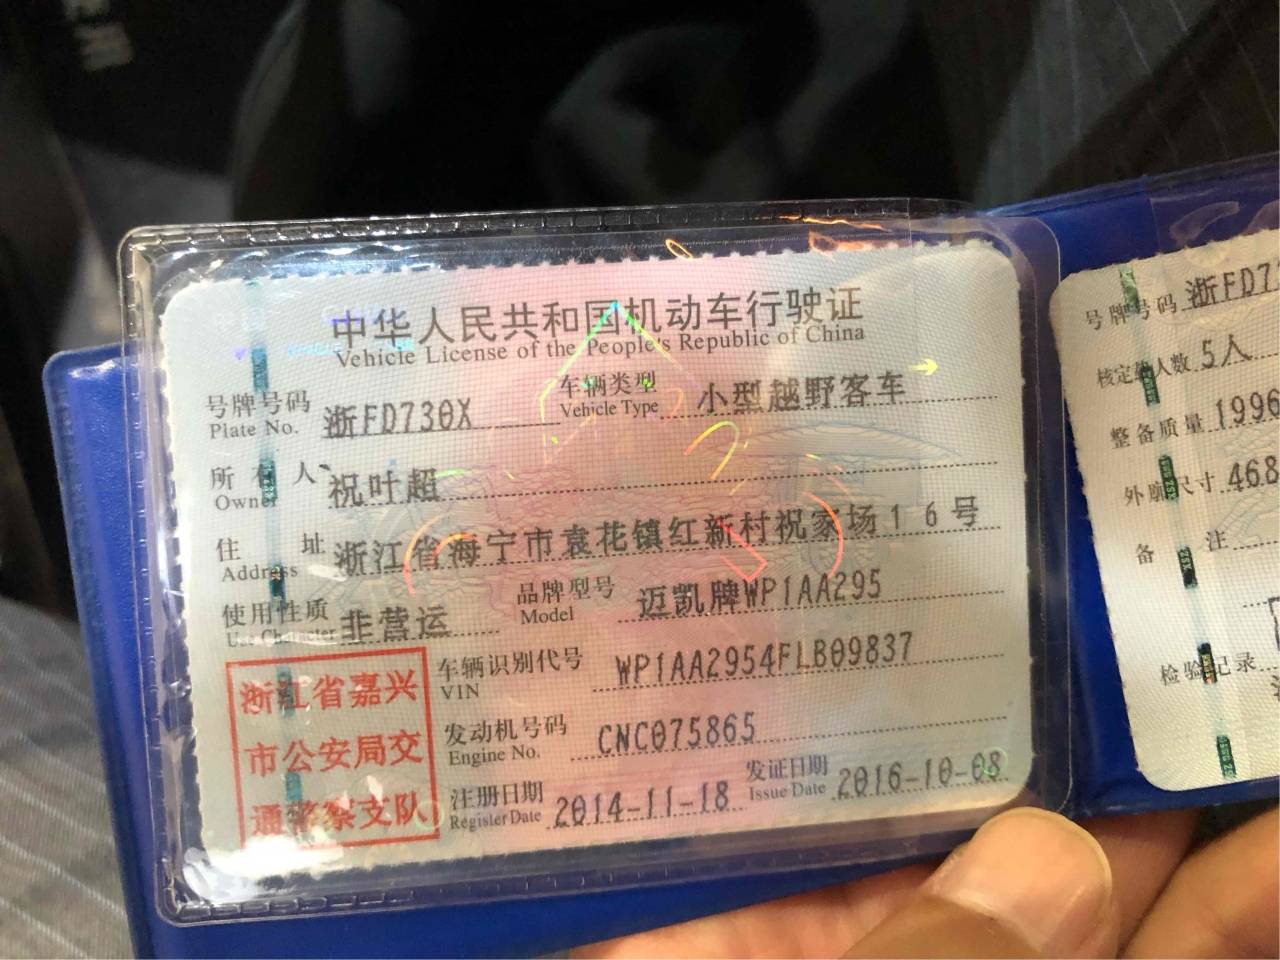 中华人民共和国机动车行驶证
Vehicle License of the People's Republic of China
号牌号码 浙FD730X 车辆类型 小型越野客车
Plate No. Vehicle Type
所有人 祝叶超
Owner
住址 浙江省海宁市袁花镇红新村祝家场16号
Address
使用性质 非营运 品牌型号 迈凯牌WP1AA295
Use Character Model
浙江省嘉兴
市公安局交
通警察支队
车辆识别代号 WP1AA2954FLB09837
VIN
发动机号码 CNC075865
Engine No.
注册日期 2014-11-18 发证日期 2016-10-08
Register Date Issue Date
号牌号码 浙FD73
核定载人数 5人
整备质量 1996
外廓尺寸 468
备注
检验记录